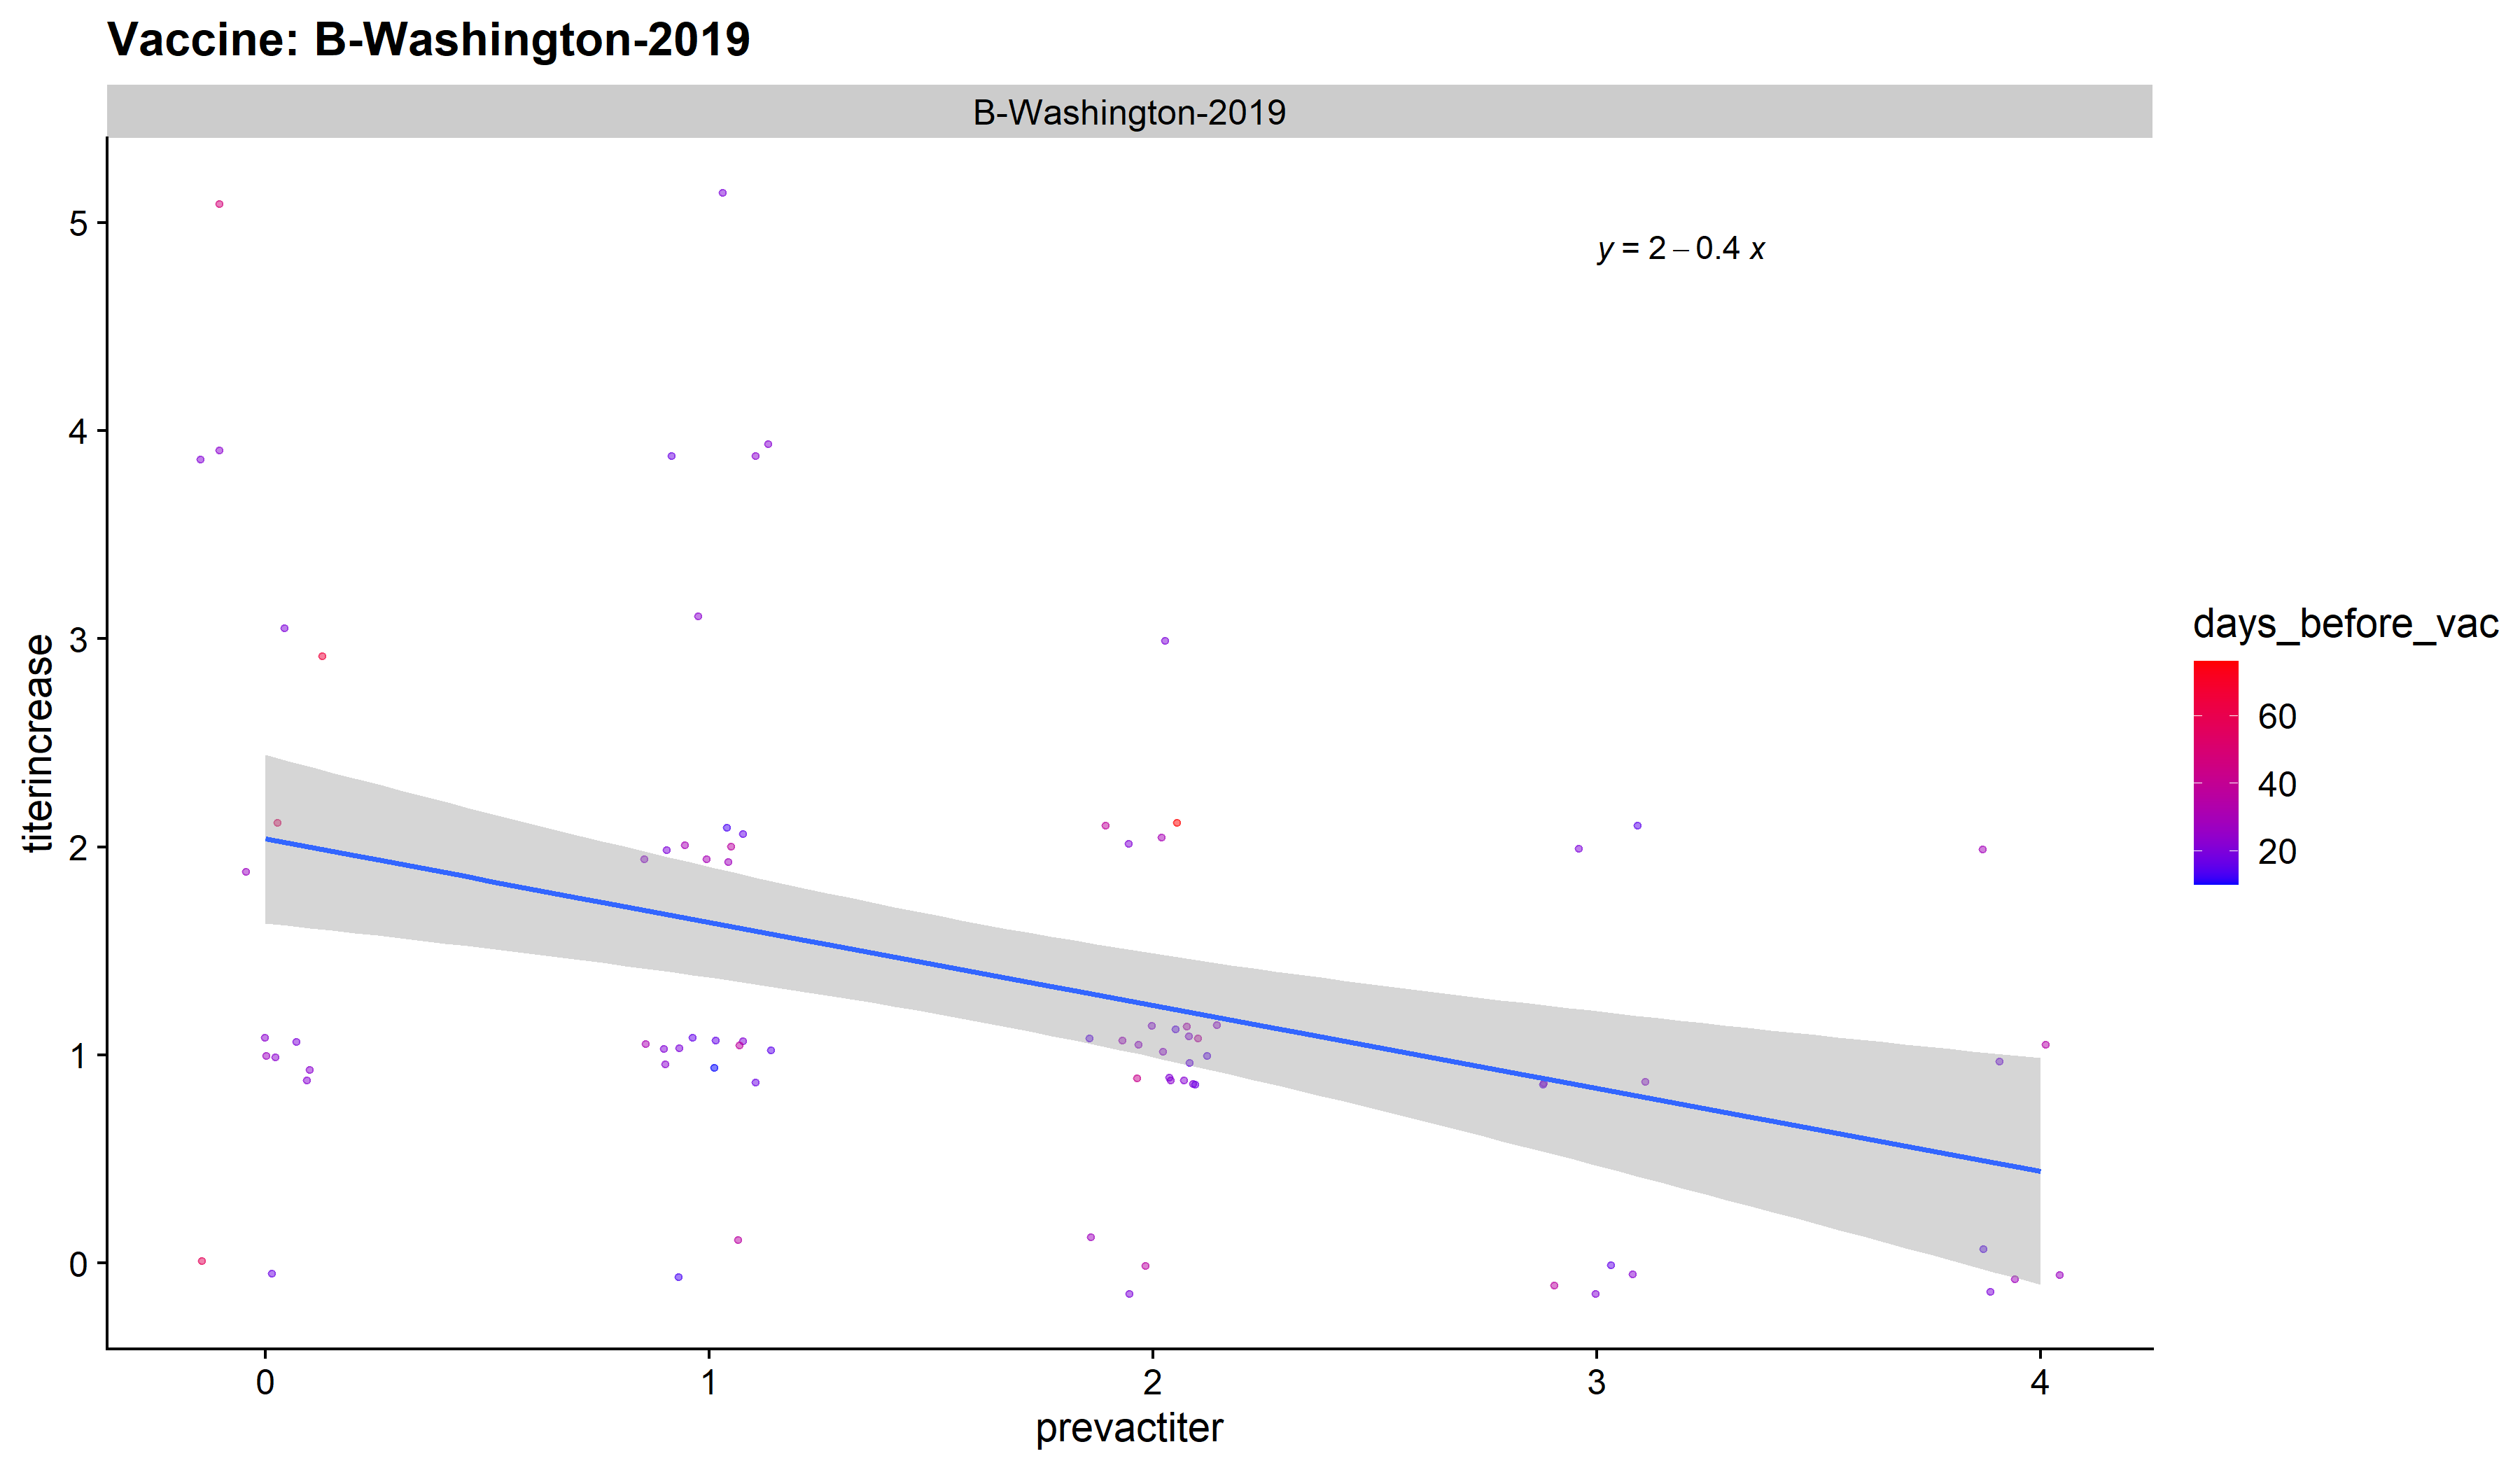 Vaccine: B-Washington-2019
B-Washington-2019
y = 2 – 0.4 x
5
4
3
2
1
0
titerincrease
0 1 2 3 4
prevactiter
days_before_vac
60
40
20